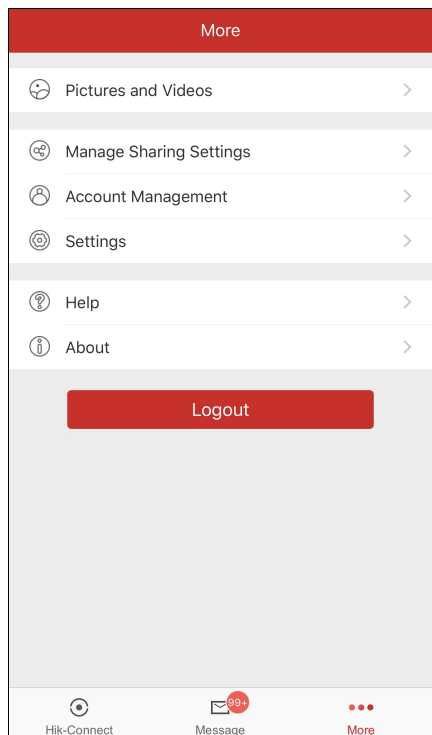 More
Pictures and Videos
Manage Sharing Settings
Account Management
Settings
Help
About
Logout
99+
Hik-Connect
Message
More